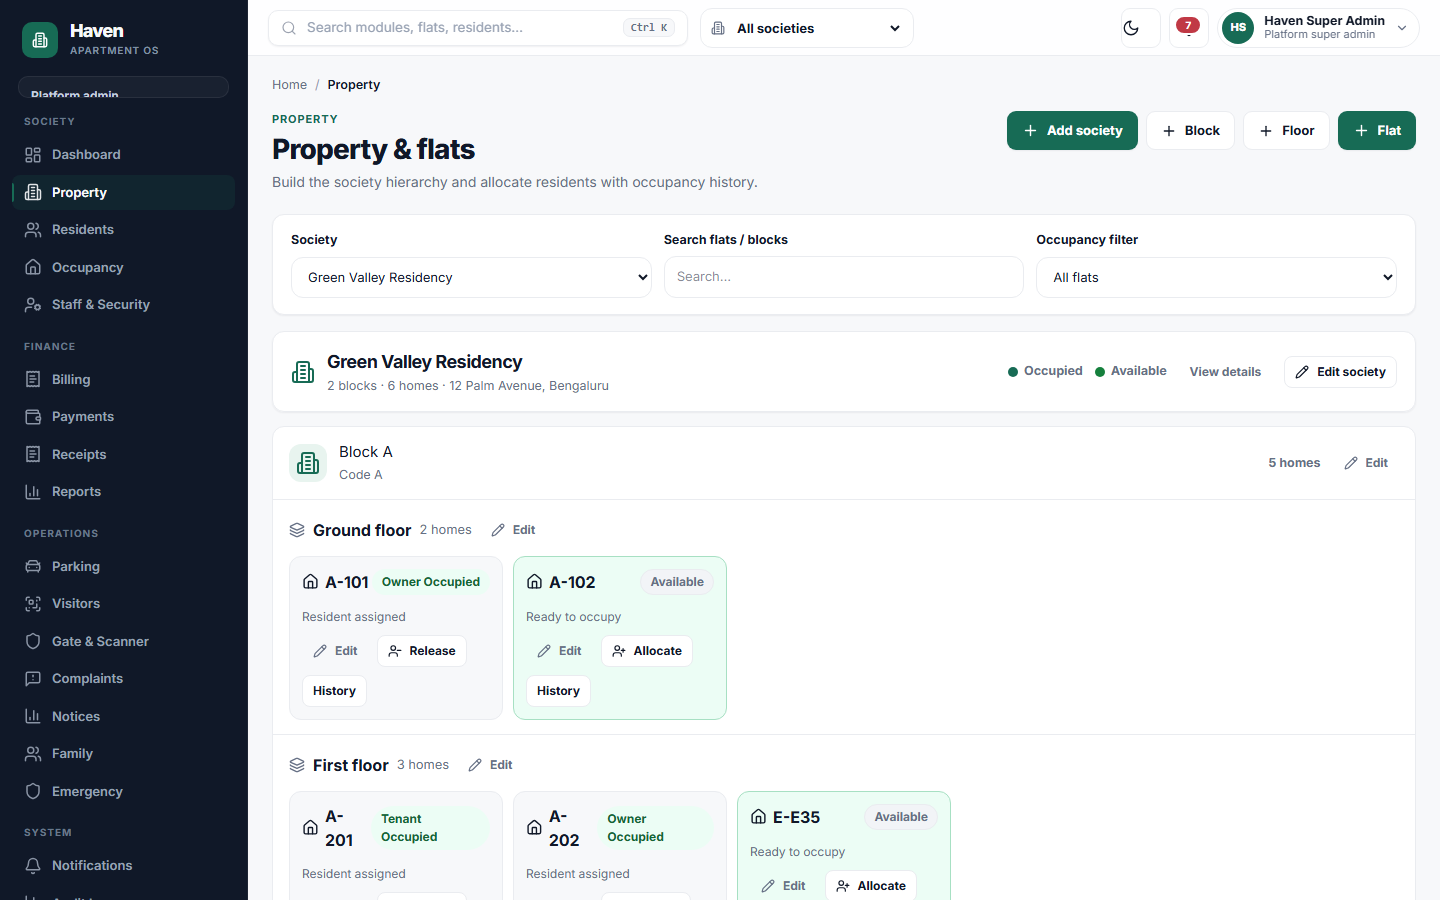 Haven
APARTMENT OS
Platform admin
SOCIETY
Dashboard
Property
Residents
Occupancy
Staff & Security
FINANCE
Billing
Payments
Receipts
Reports
OPERATIONS
Parking
Visitors
Gate & Scanner
Complaints
Notices
Family
Emergency
SYSTEM
Notifications
Search modules, flats, residents...
Ctrl K
All societies
7
HS
Haven Super Admin
Platform super admin
Home / Property
PROPERTY
Property & flats
Build the society hierarchy and allocate residents with occupancy history.
+ Add society
+ Block
+ Floor
+ Flat
Society
Green Valley Residency
Search flats / blocks
Search...
Occupancy filter
All flats
Green Valley Residency
2 blocks · 6 homes · 12 Palm Avenue, Bengaluru
Occupied
Available
View details
Edit society
Block A
Code A
5 homes
Edit
Ground floor 2 homes Edit
A-101 Owner Occupied
Resident assigned
Edit Release
History
A-102 Available
Ready to occupy
Edit Allocate
History
First floor 3 homes Edit
A-
201
Tenant
Occupied
Resident assigned
A-
202
Owner
Occupied
Resident assigned
E-E35 Available
Ready to occupy
Edit Allocate